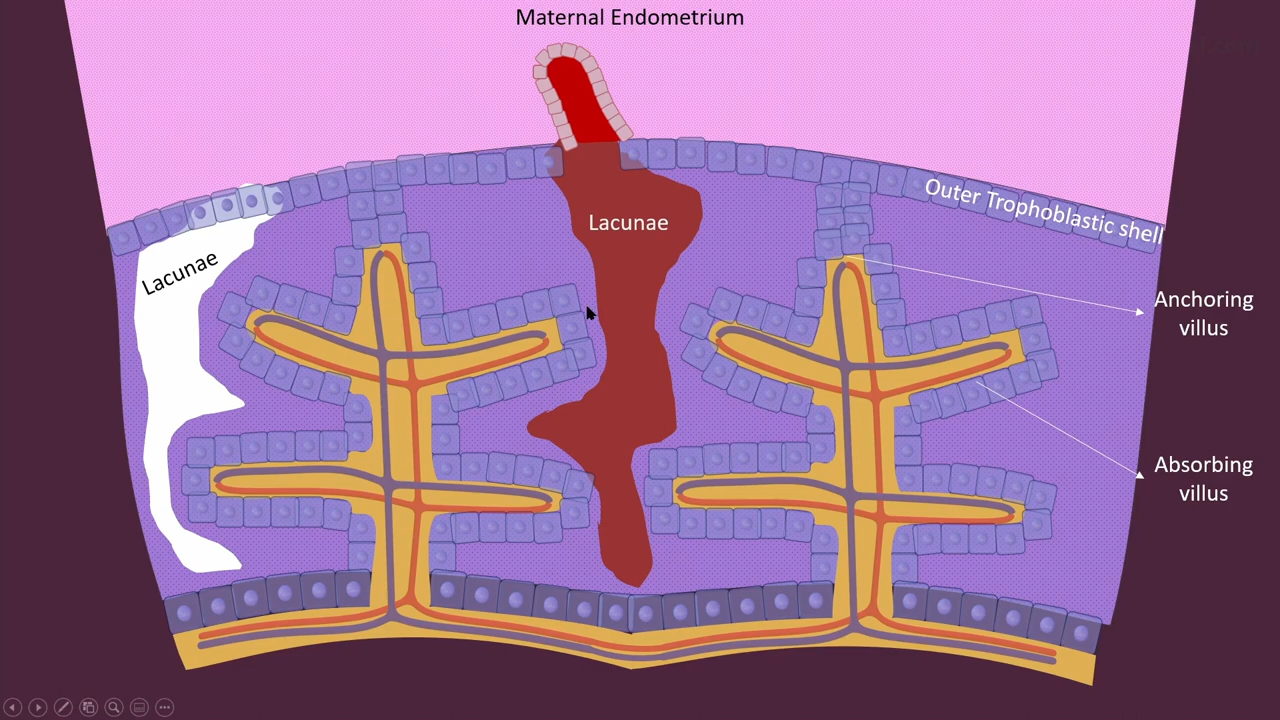 Maternal Endometrium
Outer Trophoblastic shell
Lacunae
Lacunae
Anchoring
villus
Absorbing
villus